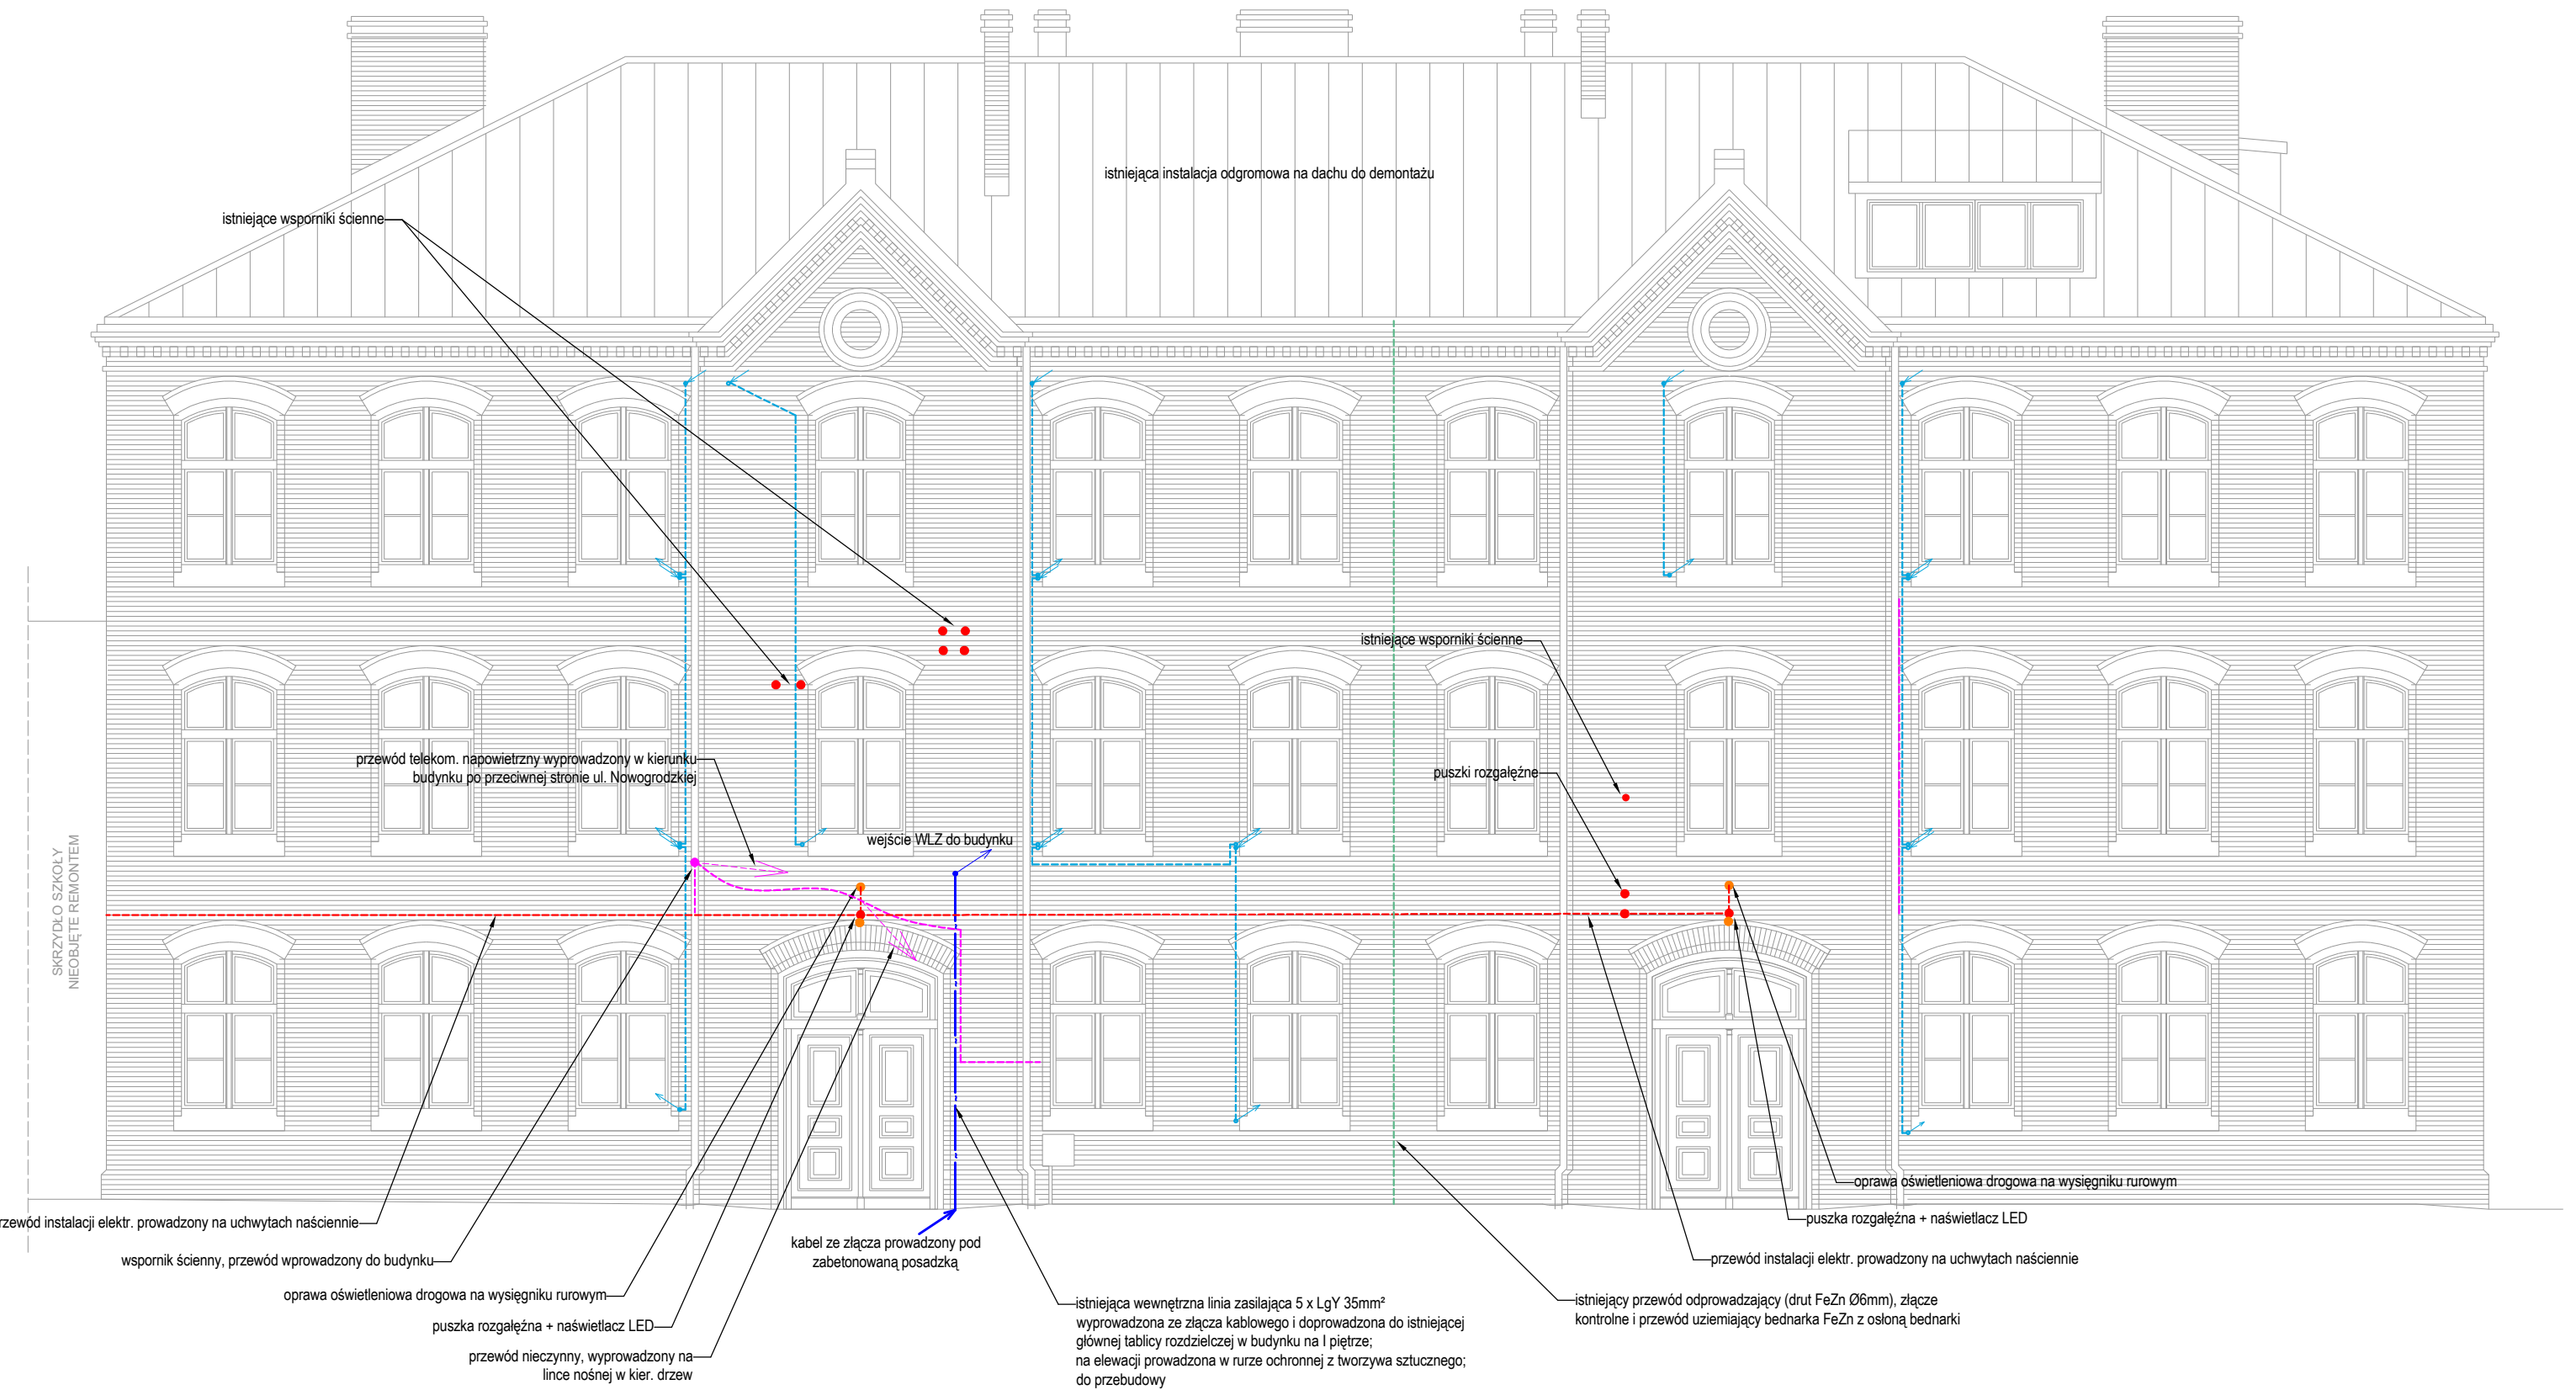 istniejąca instalacja odgromowa na dachu do demontażu
istniejące wsporniki ścienne
istniejące wsporniki ścienne
przewód telekom. napowietrzny wyprowadzony w kierunku
budynku po przeciwnej stronie ul. Nowogrodzkiej
puszki rozgałęźne
wejście WLZ do budynku
SKRZYDŁO SZKOŁY
NIEOBJĘTE REMONTEM
oprawa oświetleniowa drogowa na wysięgniku rurowym
puszka rozgałęźna + naświetlacz LED
rzewód instalacji elektr. prowadzony na uchwytach naściennie
kabel ze złącza prowadzony pod
zabetonowaną posadzką
wspornik ścienny, przewód wprowadzony do budynku
przewód instalacji elektr. prowadzony na uchwytach naściennie
oprawa oświetleniowa drogowa na wysięgniku rurowym
istniejąca wewnętrzna linia zasilająca 5 x LgY 35mm²
wyprowadzona ze złącza kablowego i doprowadzona do istniejącej
głównej tablicy rozdzielczej w budynku na I piętrze;
na elewacji prowadzona w rurze ochronnej z tworzywa sztucznego;
do przebudowy
istniejący przewód odprowadzający (drut FeZn Ø6mm), złącze
kontrolne i przewód uziemiający bednarka FeZn z osłoną bednarki
puszka rozgałęźna + naświetlacz LED
przewód nieczynny, wyprowadzony na
lince nośnej w kier. drzew